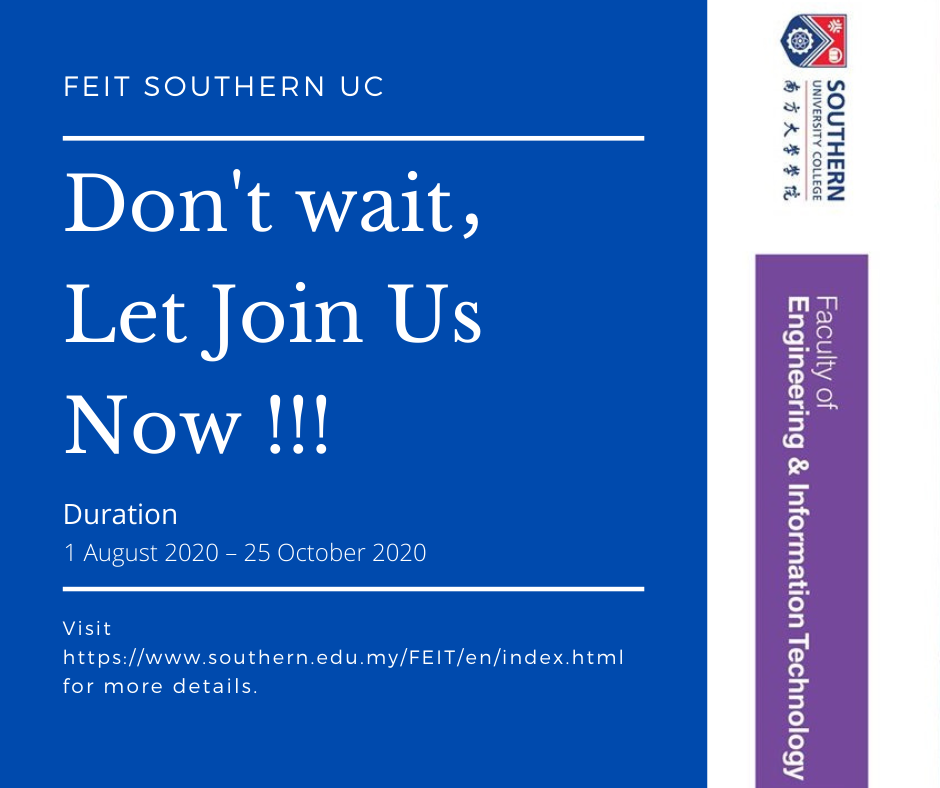 FEIT SOUTHERN UC
Don't wait,
Let Join Us
Now !!!
Duration
1 August 2020 – 25 October 2020
Visit
https://www.southern.edu.my/FEIT/en/index.html
for more details.
SOUTHERN
UNIVERSITY COLLEGE
南方大学学院
Faculty of
Engineering & Information Technology